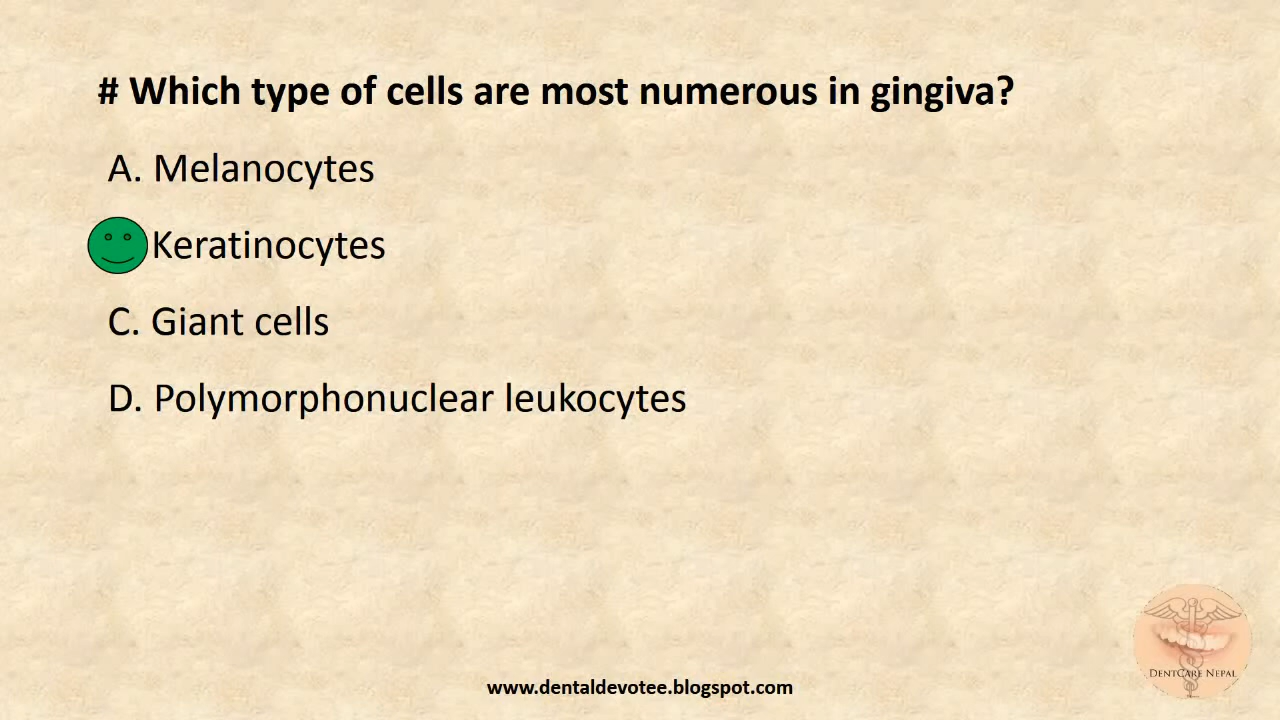 # Which type of cells are most numerous in gingiva?
A. Melanocytes
Keratinocytes
C. Giant cells
D. Polymorphonuclear leukocytes
DENTCARE NEPAL
www.dentaldevotee.blogspot.com